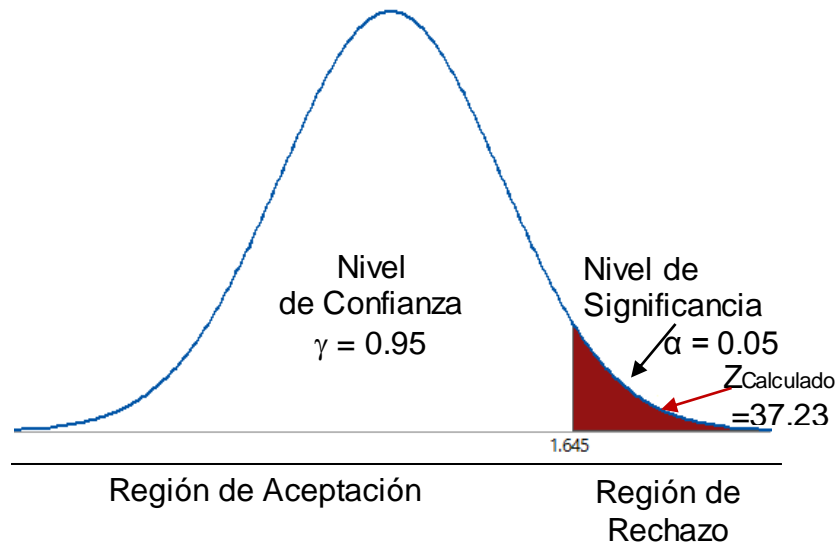 Nivel
de Confianza
γ = 0.95
Nivel de
Significancia
α = 0.05
ZCalculado
=37.23
1.645
Región de Aceptación
Región de
Rechazo